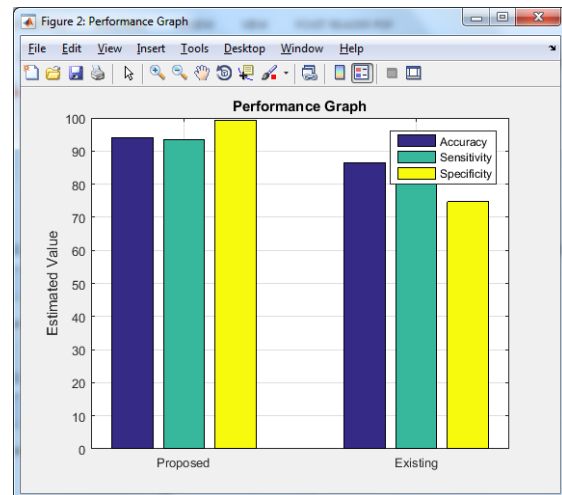 Figure 2: Performance Graph
File Edit View Insert Tools Desktop Window Help
Performance Graph
100
90
80
70
60
50
40
30
20
10
0
Estimated Value
Accuracy
Sensitivity
Specificity
Proposed Existing